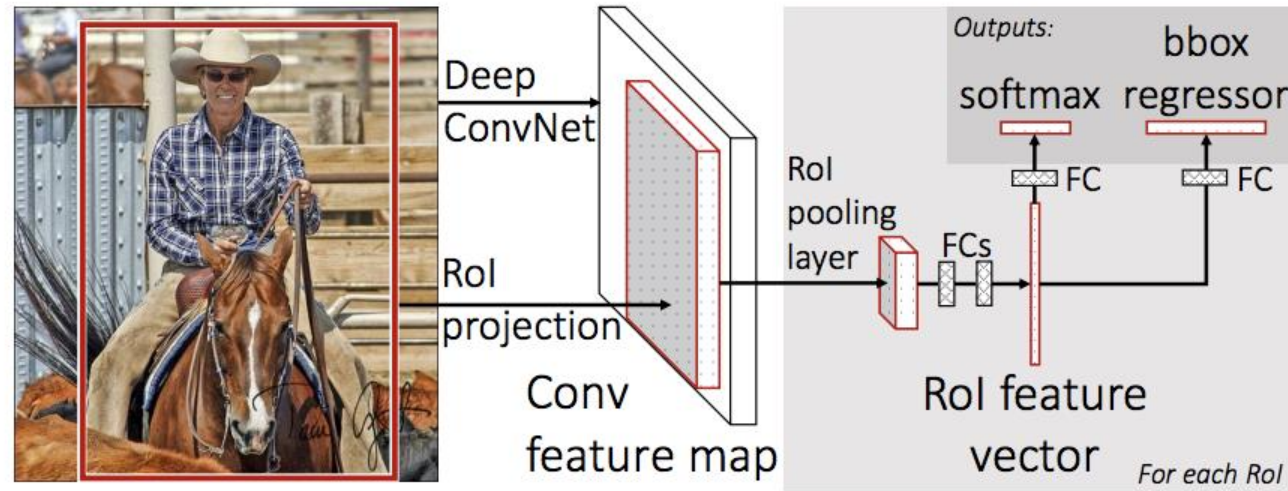 Deep
ConvNet
RoI
projection
Conv
feature map
RoI
pooling
layer
FCs
RoI feature
vector
For each RoI
Outputs:
softmax
bbox
regressor
FC
FC